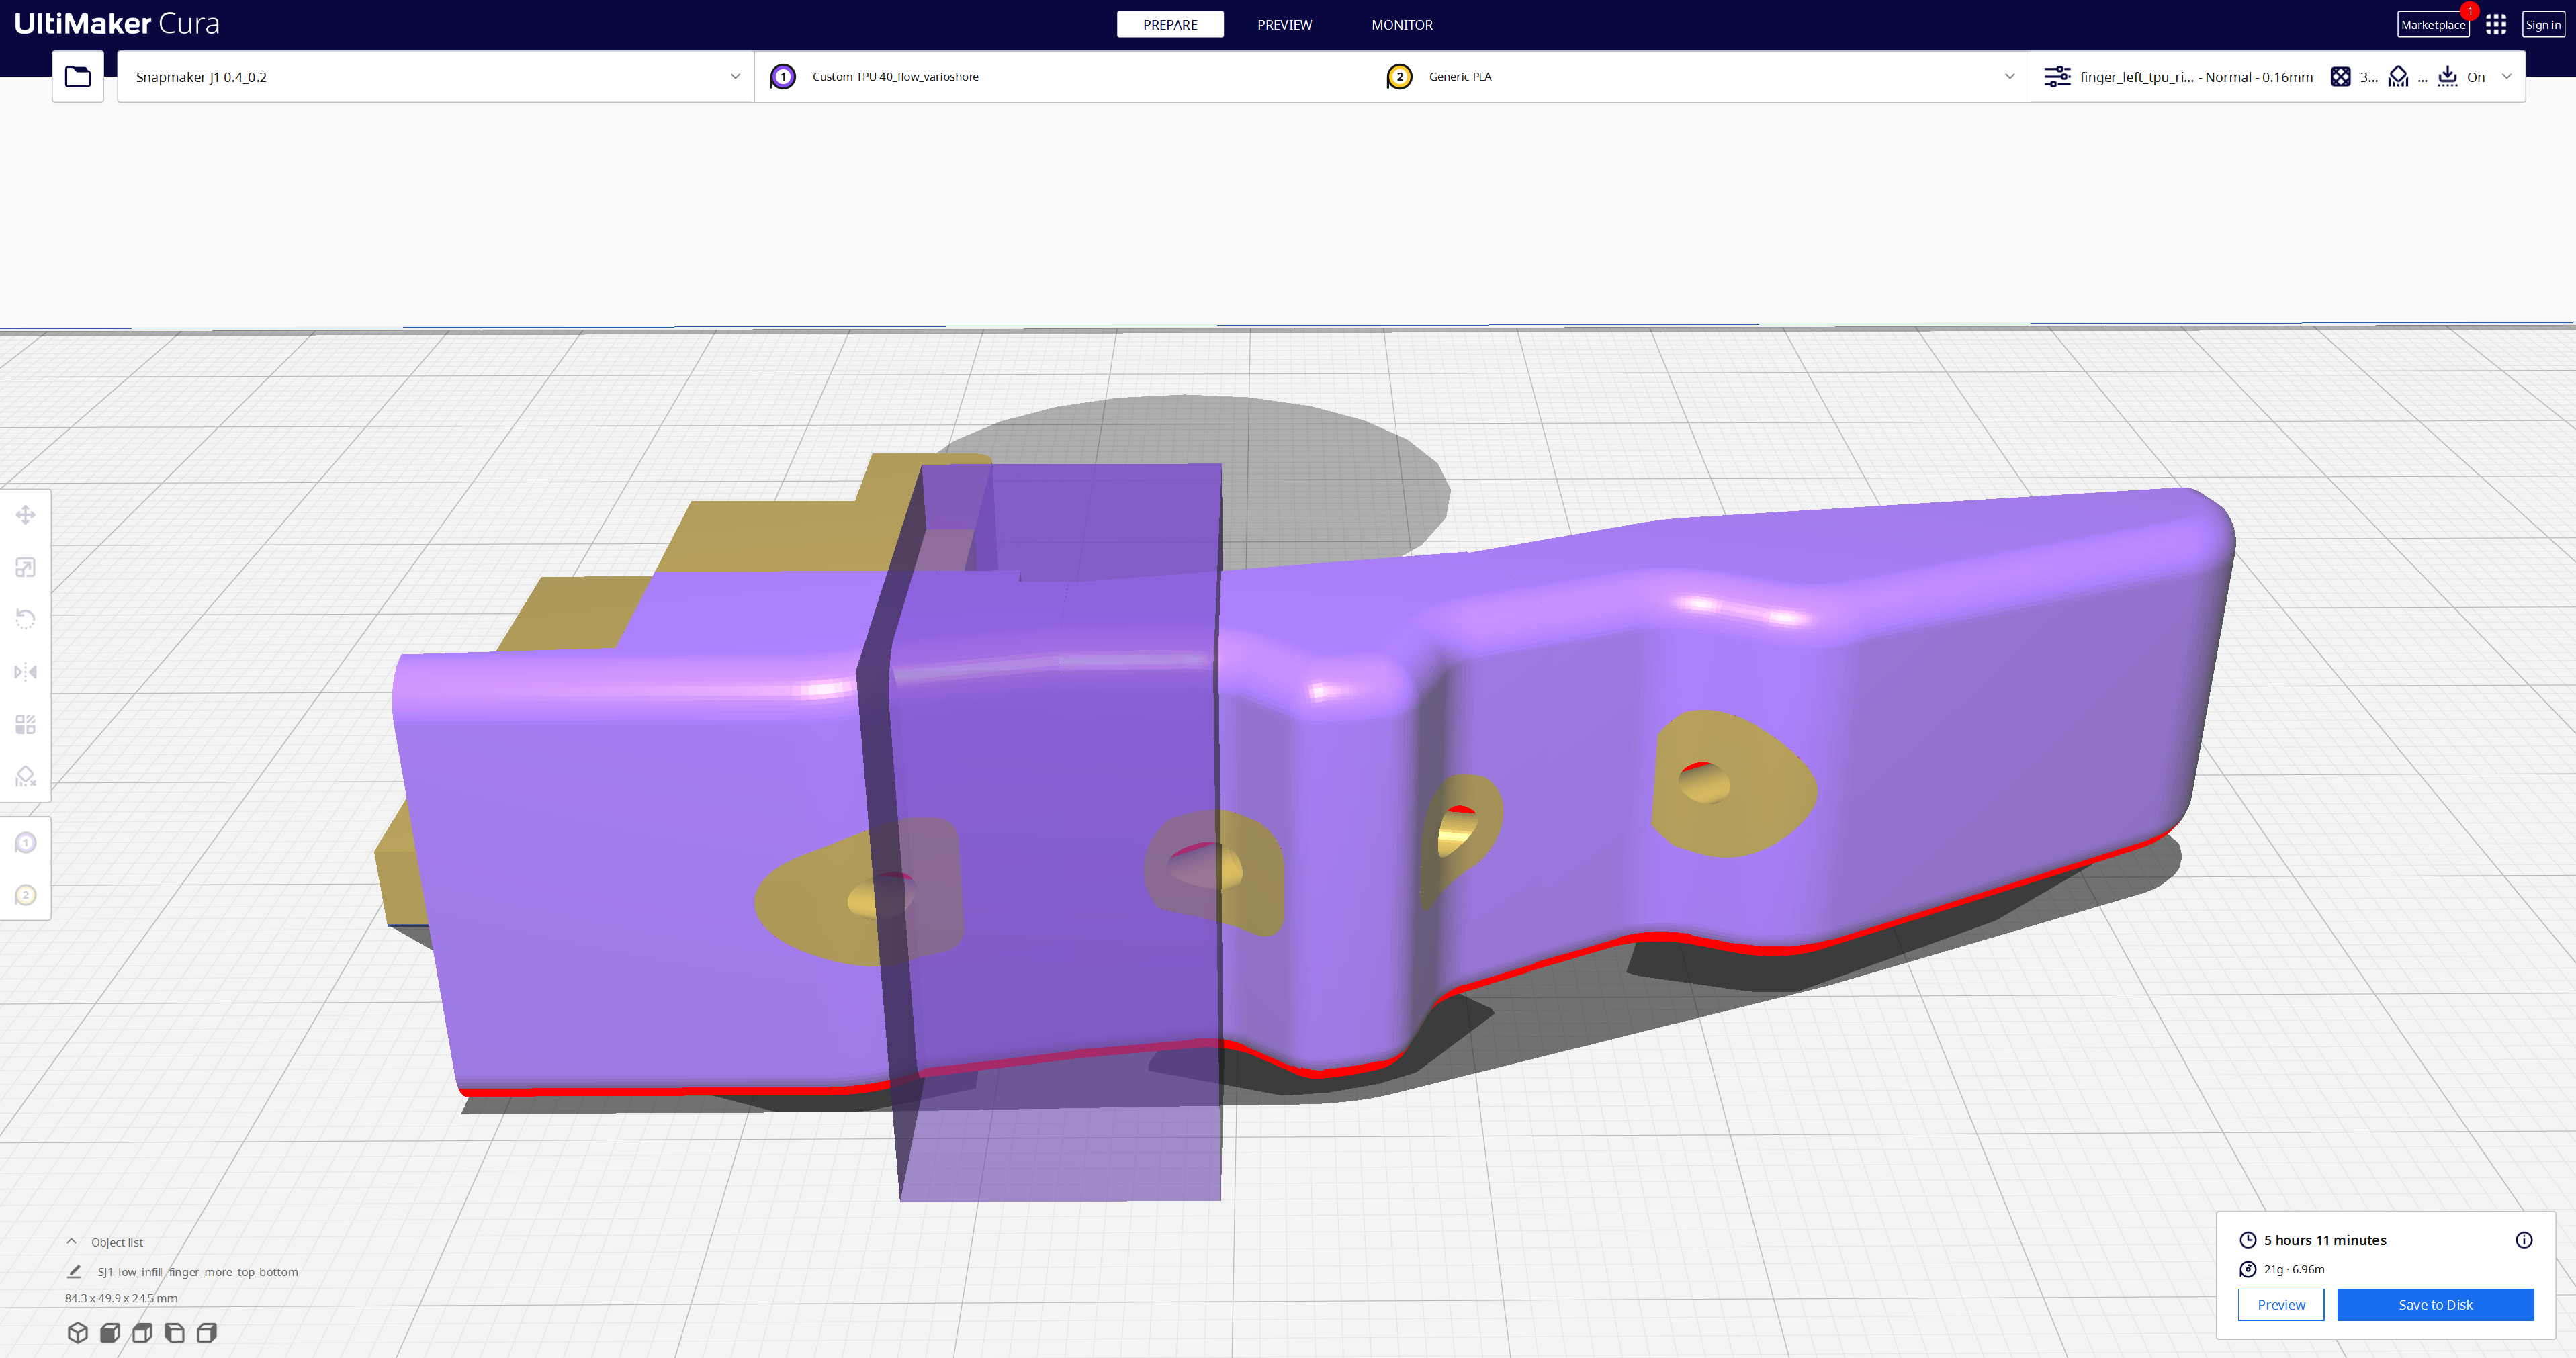 UltiMaker Cura
PREPARE
PREVIEW
MONITOR
Marketplace
1
Sign in
Snapmaker J1 0.4_0.2
1
Custom TPU 40_flow_varioshore
2
Generic PLA
finger_left_tpu_ri... - Normal - 0.16mm
3...
...
On
1
2
Object list
SJ1_low_infill_finger_more_top_bottom
84.3 x 49.9 x 24.5 mm
5 hours 11 minutes
21g · 6.96m
Preview
Save to Disk